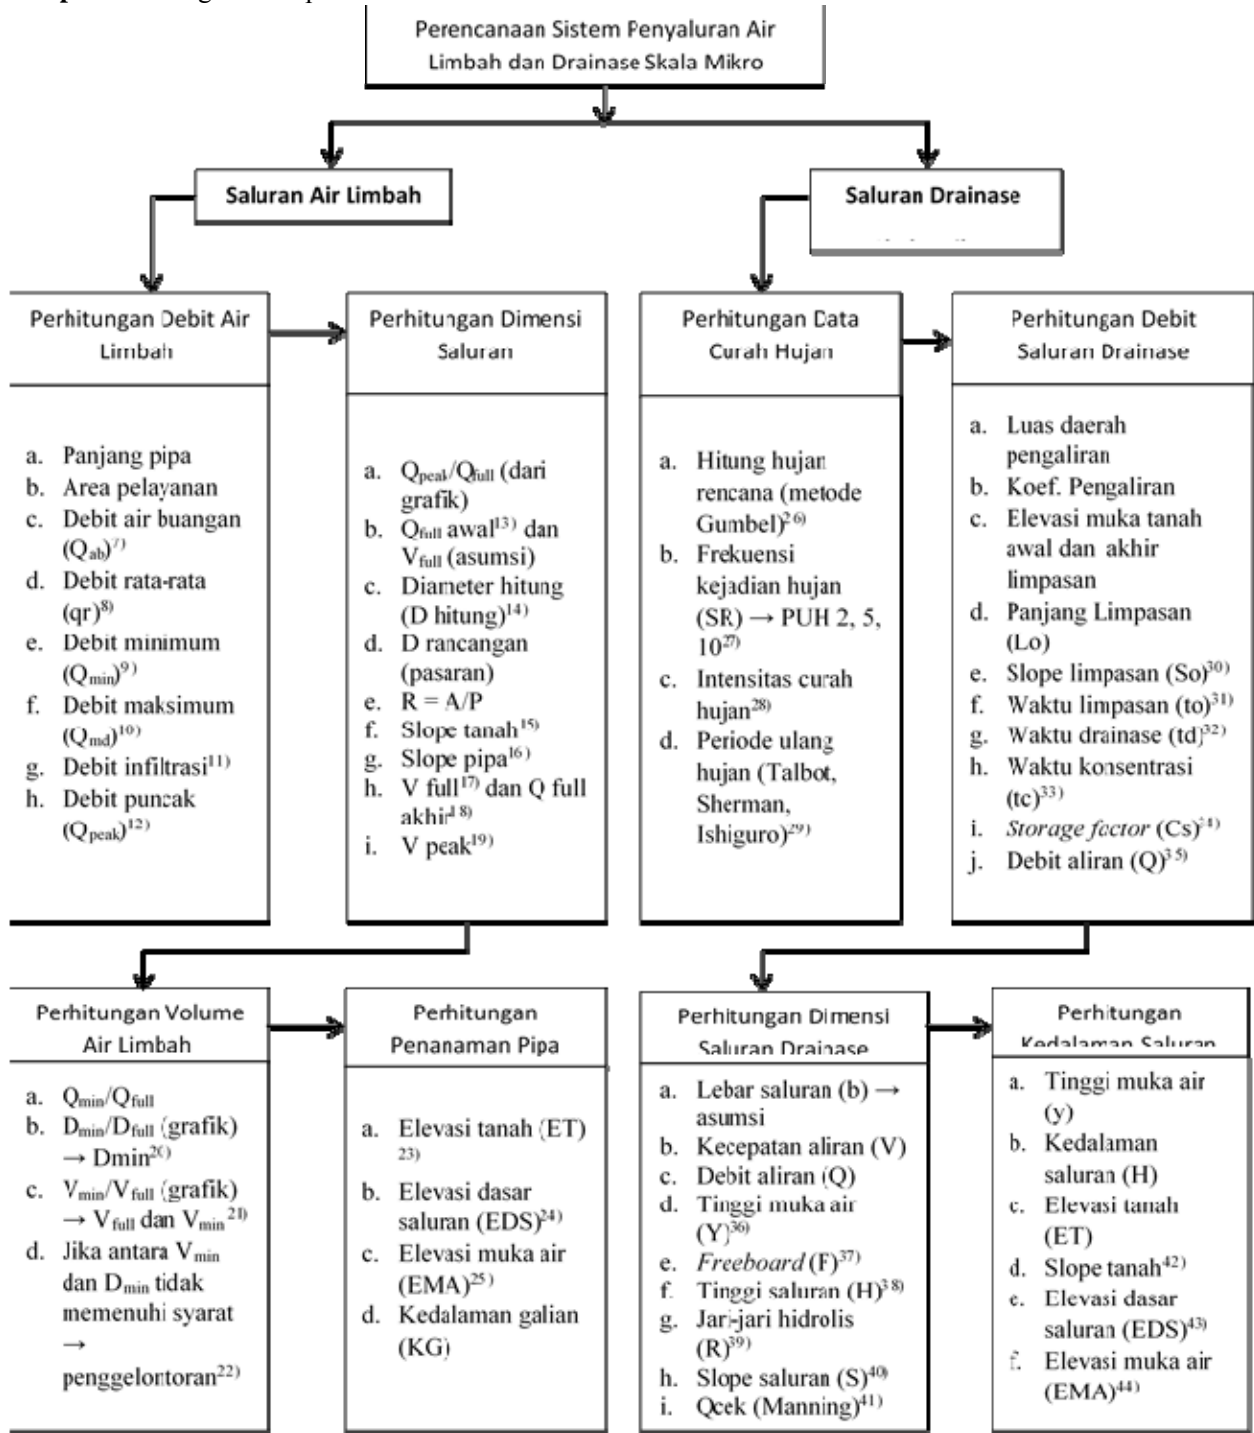 Perencanaan Sistem Penyaluran Air
Limbah dan Drainase Skala Mikro
Saluran Air Limbah
Saluran Drainase
Perhitungan Debit Air
Limbah
a. Panjang pipa
b. Area pelayanan
c. Debit air buangan
(Qab)7)
d. Debit rata-rata
(qr)8)
e. Debit minimum
(Qmin)9)
f. Debit maksimum
(Qmd)10)
g. Debit infiltrasi11)
h. Debit puncak
(Qpeak)12)
Perhitungan Dimensi
Saluran
a. Qpeak/Qfull (dari
grafik)
b. Qfull awal13) dan
Vfull (asumsi)
c. Diameter hitung
(D hitung)14)
d. D rancangan
(pasaran)
e. R = A/P
f. Slope tanah15)
g. Slope pipa16)
h. V full17) dan Q full
akhir18)
i. V peak19)
Perhitungan Data
Curah Hujan
a. Hitung hujan
rencana (metode
Gumbel)26)
b. Frekuensi
kejadian hujan
(SR) → PUH 2, 5,
1027)
c. Intensitas curah
hujan28)
d. Periode ulang
hujan (Talbot,
Sherman,
Ishiguro)29)
Perhitungan Debit
Saluran Drainase
a. Luas daerah
pengaliran
b. Koef. Pengaliran
c. Elevasi muka tanah
awal dan akhir
limpasan
d. Panjang Limpasan
(Lo)
e. Slope limpasan (So)30)
f. Waktu limpasan (to)31)
g. Waktu drainase (td)32)
h. Waktu konsentrasi
(tc)33)
i. Storage factor (Cs)34)
j. Debit aliran (Q)35)
Perhitungan Volume
Air Limbah
a. Qmin/Qfull
b. Dmin/Dfull (grafik)
→ Dmin20)
c. Vmin/Vfull (grafik)
→ Vfull dan Vmin21)
d. Jika antara Vmin
dan Dmin tidak
memenuhi syarat
→
penggelontoran22)
Perhitungan
Penanaman Pipa
a. Elevasi tanah (ET)
23)
b. Elevasi dasar
saluran (EDS)24)
c. Elevasi muka air
(EMA)25)
d. Kedalaman galian
(KG)
Perhitungan Dimensi
Saluran Drainase
a. Lebar saluran (b) →
asumsi
b. Kecepatan aliran (V)
c. Debit aliran (Q)
d. Tinggi muka air
(Y)36)
e. Freeboard (F)37)
f. Tinggi saluran (H)38)
g. Jari-jari hidrolis
(R)39)
h. Slope saluran (S)40)
i. Qcek (Manning)41)
Perhitungan
Kedalaman Saluran
a. Tinggi muka air
(y)
b. Kedalaman
saluran (H)
c. Elevasi tanah
(ET)
d. Slope tanah42)
e. Elevasi dasar
saluran (EDS)43)
f. Elevasi muka air
(EMA)44)